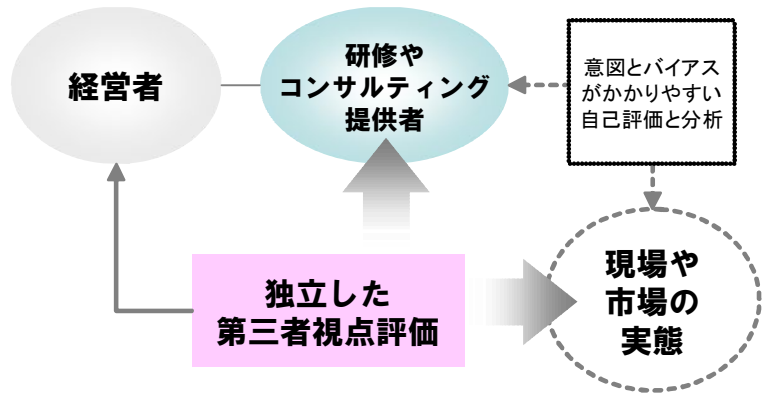 経営者
研修や
コンサルティング
提供者
意図とバイアス
がかかりやすい
自己評価と分析
独立した
第三者視点評価
現場や
市場の
実態